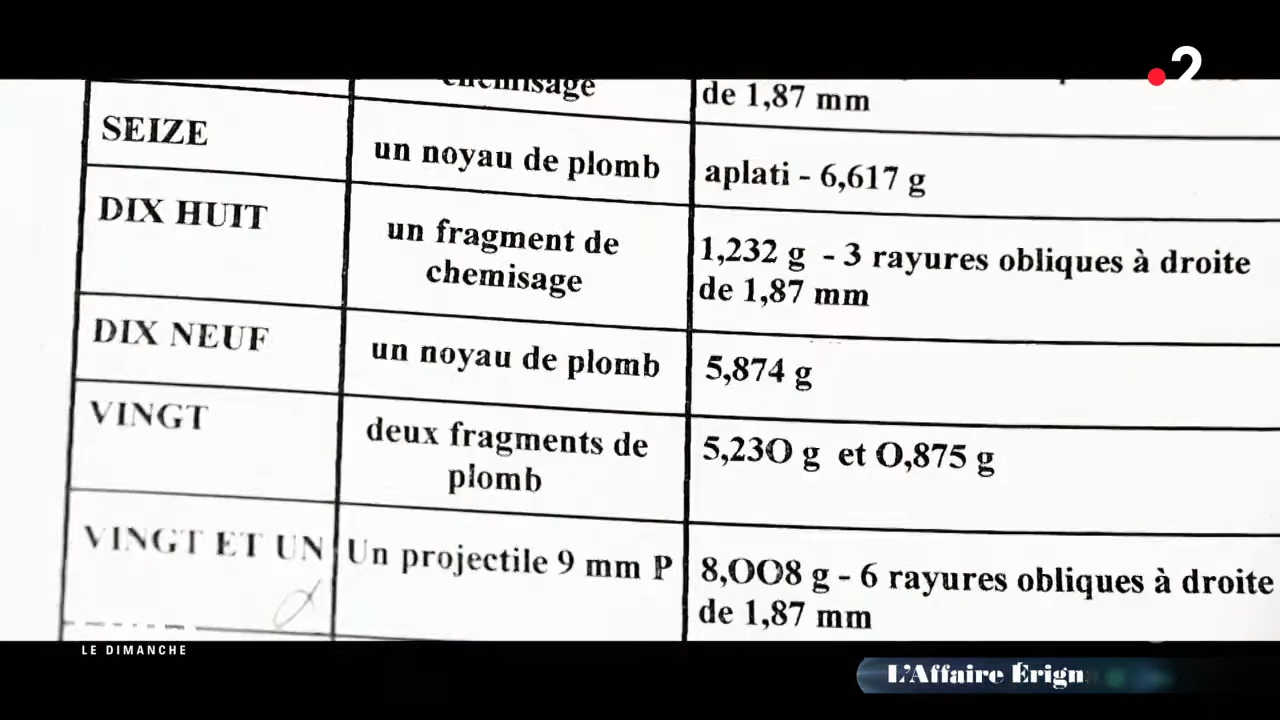 2
chemisage
de 1,87 mm
SEIZE
un noyau de plomb
aplati - 6,617 g
DIX HUIT
un fragment de
chemisage
1,232 g - 3 rayures obliques à droite
de 1,87 mm
DIX NEUF
un noyau de plomb
5,874 g
VINGT
deux fragments de
plomb
5,23O g et O,875 g
VINGT ET UN
Un projectile 9 mm P
8,OO8 g - 6 rayures obliques à droite
de 1,87 mm
LE DIMANCHE
L'Affaire Érign